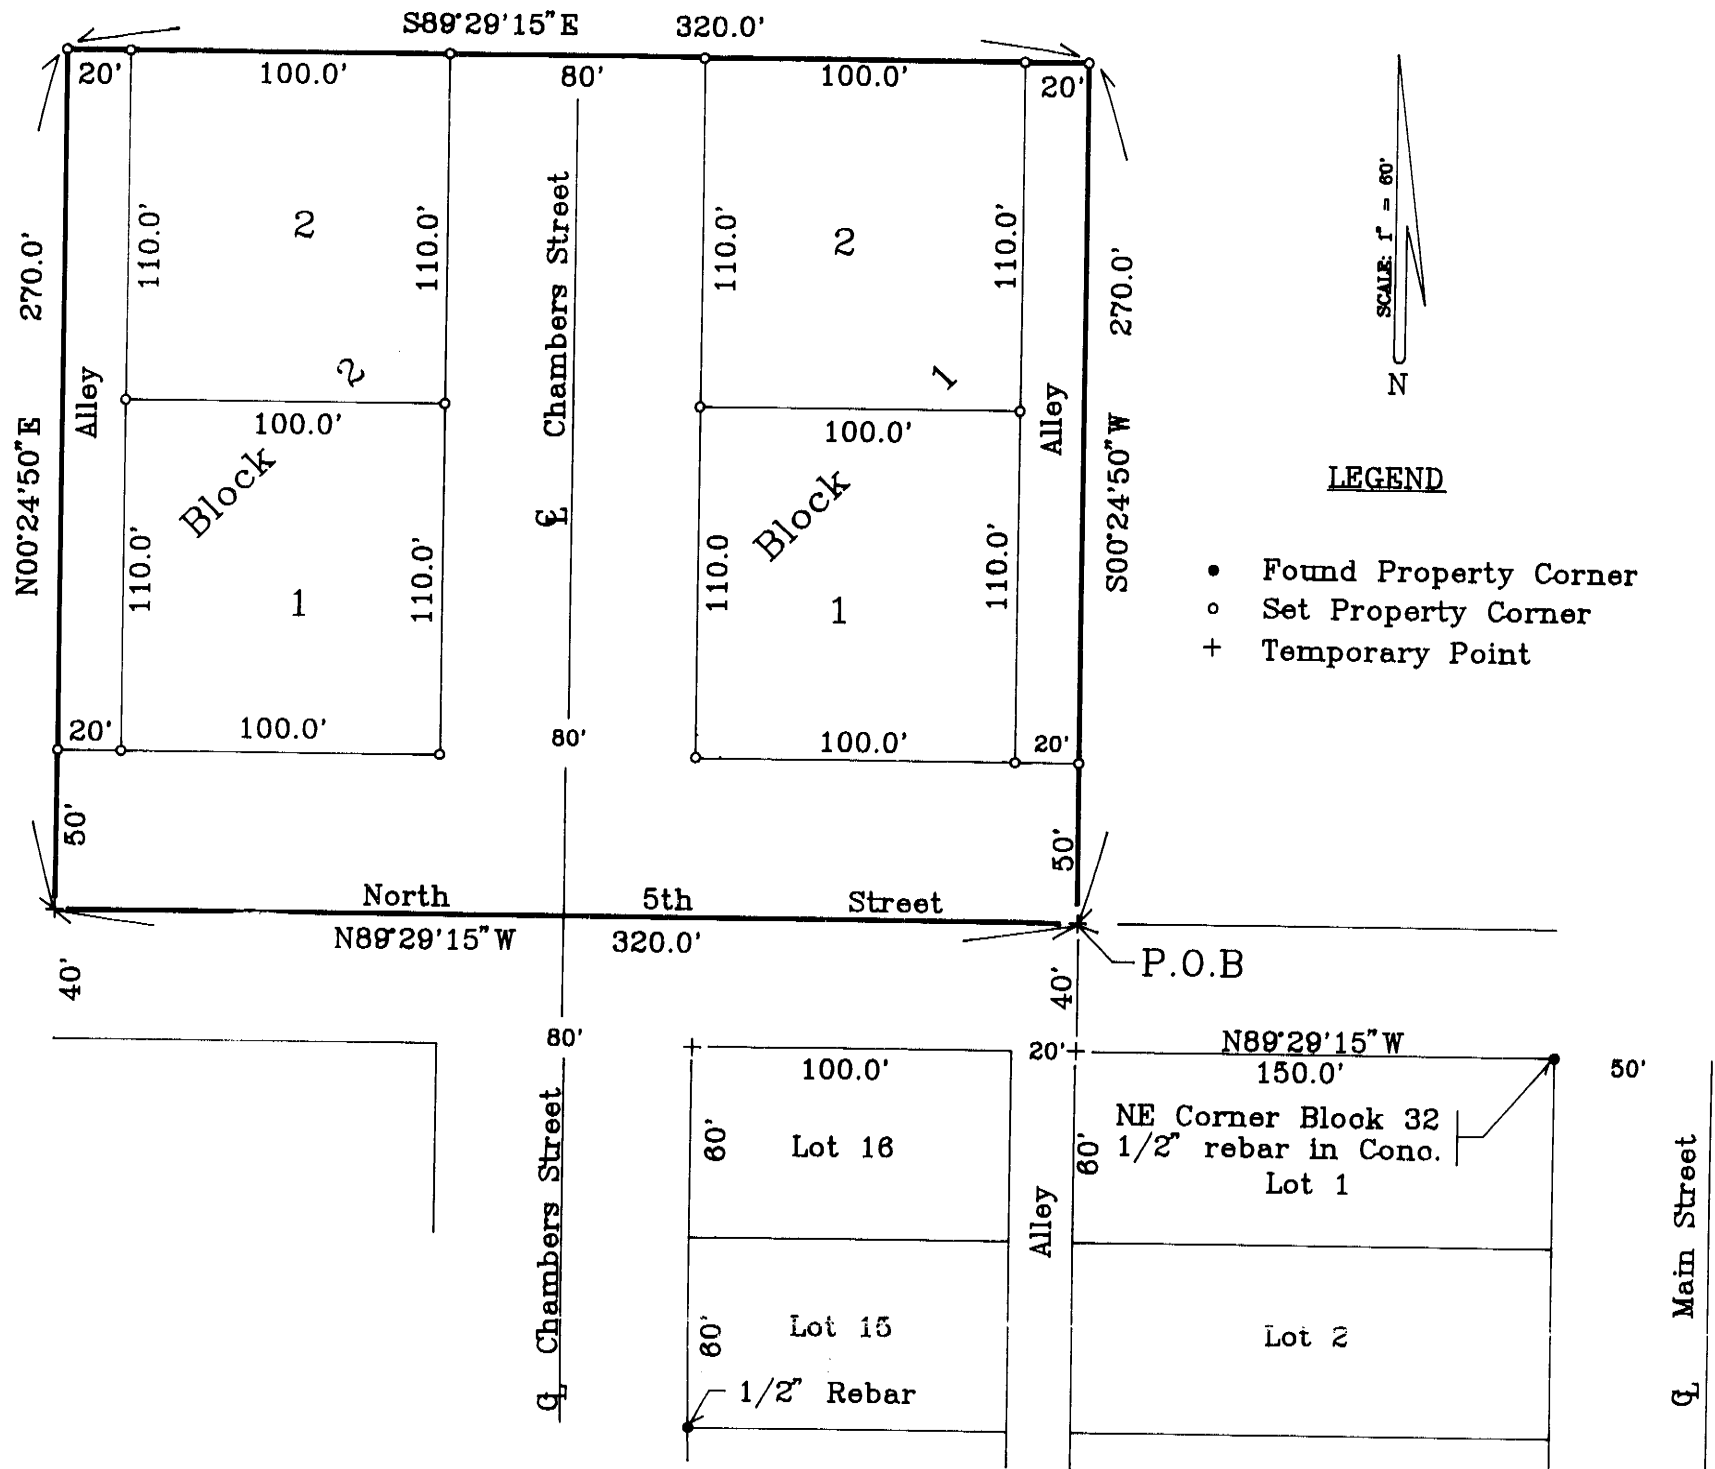 S89°29'15"E 320.0'
20' 100.0' 80' 100.0' 20'
110.0' 2 110.0' Chambers Street 110.0' 2 110.0'
N00°24'50"E 270.0'
S00°24'50"W 270.0'
SCALE: 1" = 60'
N
Alley
Block 2
100.0'
Block 1
100.0'
Alley
℄
110.0' 1 110.0'
110.0 1 110.0'
LEGEND
Found Property Corner
Set Property Corner
Temporary Point
20' 100.0' 80' 100.0' 20'
50' 50'
North 5th Street
N89°29'15"W 320.0'
P.O.B
40' 40'
80' 100.0' 20'
N89°29'15"W
150.0'
50'
NE Corner Block 32
1/2" rebar in Conc.
60' Lot 16
60' Lot 1
℄ Chambers Street
Alley
℄ Main Street
60' Lot 15
Lot 2
1/2" Rebar